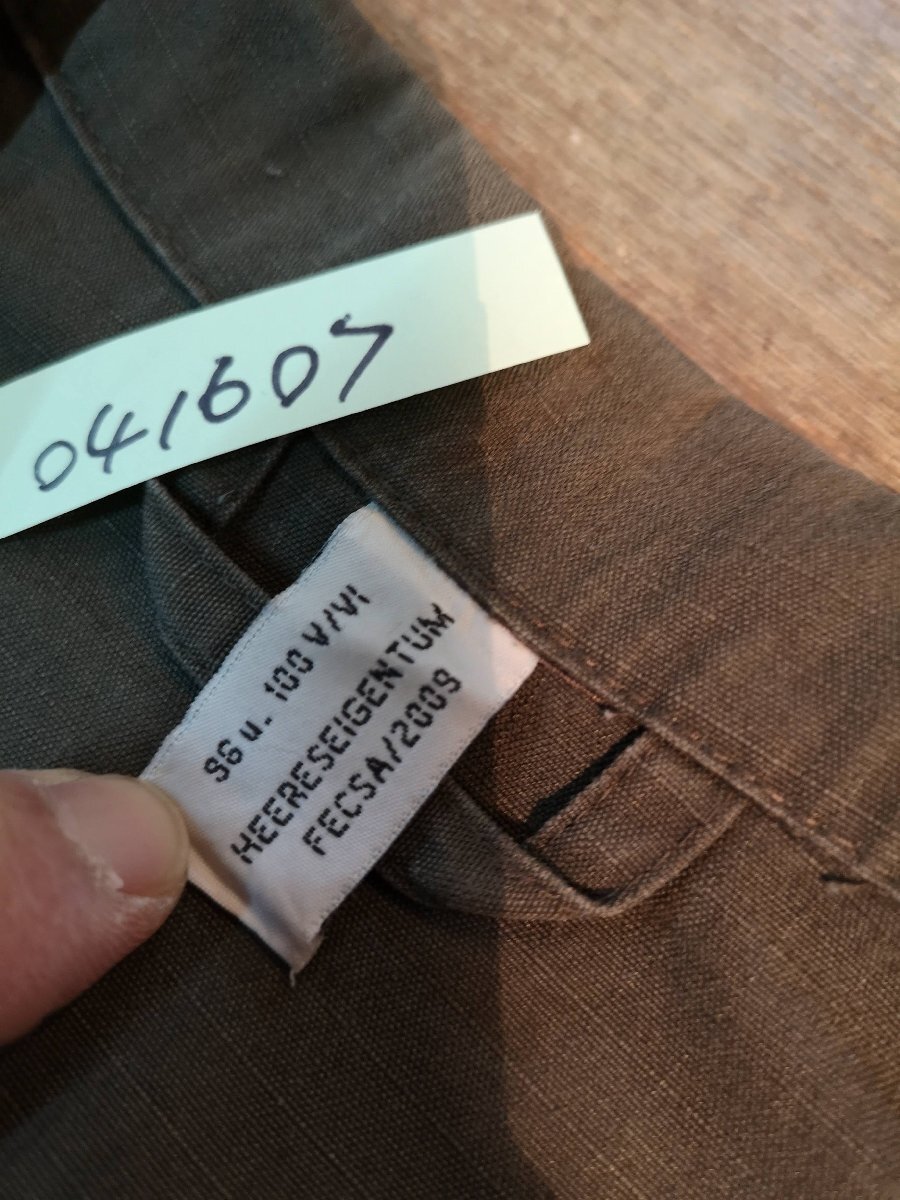 041607
96 u. 100 V/VI
HEERESEIGENTUM
FECSA/2009